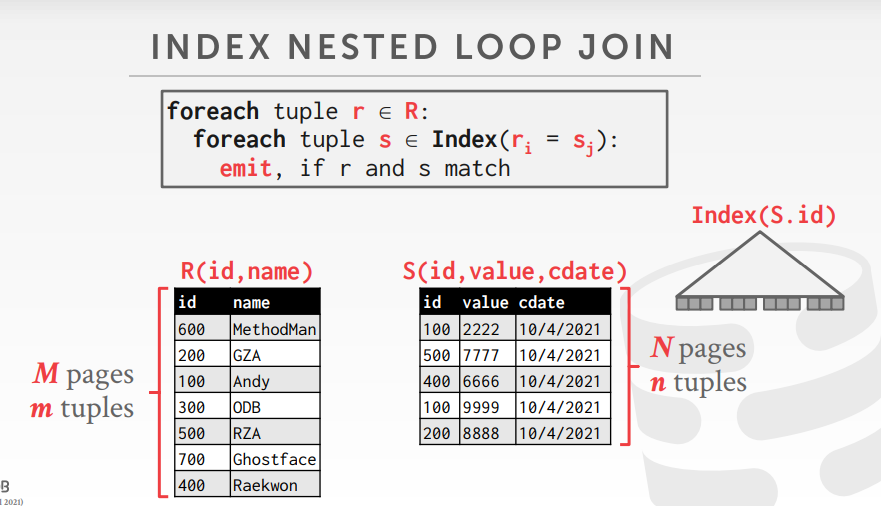 INDEX NESTED LOOP JOIN
foreach tuple r ∈ R:
foreach tuple s ∈ Index(ri = sj):
emit, if r and s match
Index(S.id)
R(id,name)
id name
600 MethodMan
200 GZA
100 Andy
300 ODB
500 RZA
700 Ghostface
400 Raekwon
M pages
m tuples
S(id,value,cdate)
id value cdate
100 2222 10/4/2021
500 7777 10/4/2021
400 6666 10/4/2021
100 9999 10/4/2021
200 8888 10/4/2021
N pages
n tuples
2021)